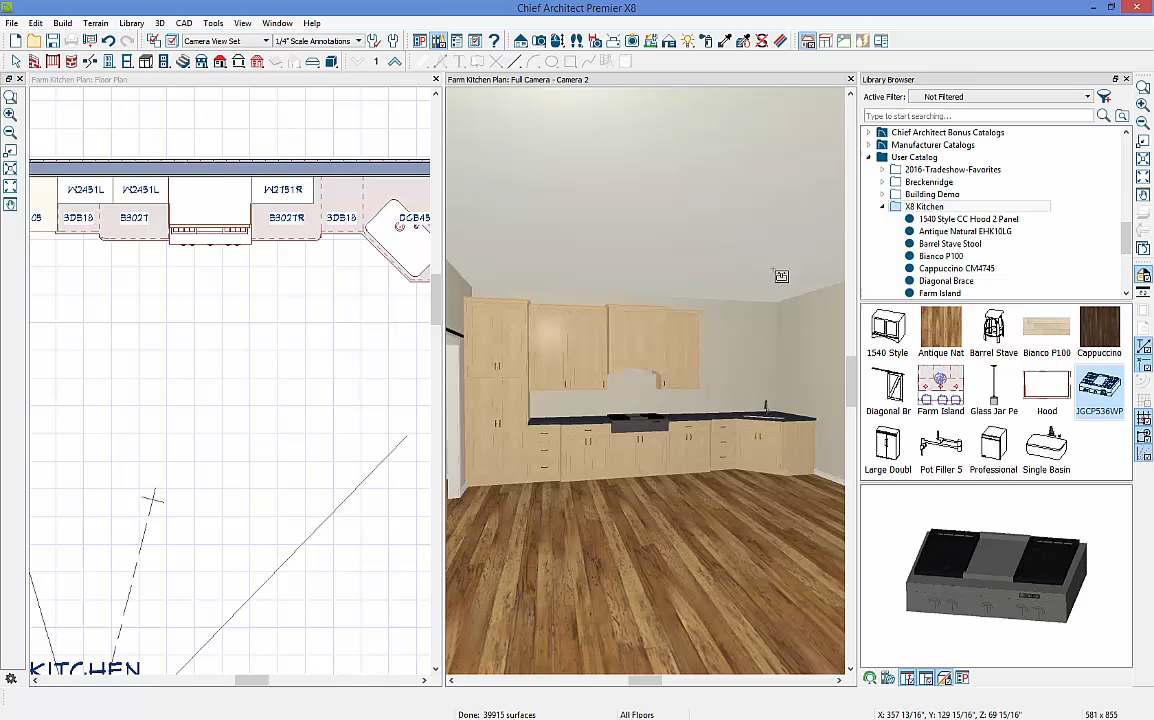 Chief Architect Premier X8
File Edit Build Terrain Library 3D CAD Tools View Window Help
Camera View Set 1/4" Scale Annotations
1
Farm Kitchen Plan: Floor Plan
Farm Kitchen Plan: Full Camera - Camera 2
Library Browser
Active Filter: Not Filtered
Type to start searching...
Chief Architect Bonus Catalogs
Manufacturer Catalogs
User Catalog
2016-Tradeshow-Favorites
Breckenridge
Building Demo
X8 Kitchen
1540 Style CC Hood 2 Panel
Antique Natural EHK10LG
Barrel Stave Stool
Bianco P100
Cappuccino CM4745
Diagonal Brace
Farm Island
W2451L W2451L W2151R
3DB18 B302T B302TR 3DB18 DCB45
1540 Style Antique Nat Barrel Stave Bianco P100 Cappuccino
Diagonal Br Farm Island Glass Jar Pe Hood JGCP536WP
Large Doubl Pot Filler 5 Professional Single Basin
KITCHEN
Done: 39915 surfaces All Floors X: 357 13/16", Y: 129 15/16", Z: 69 15/16" 581 x 855